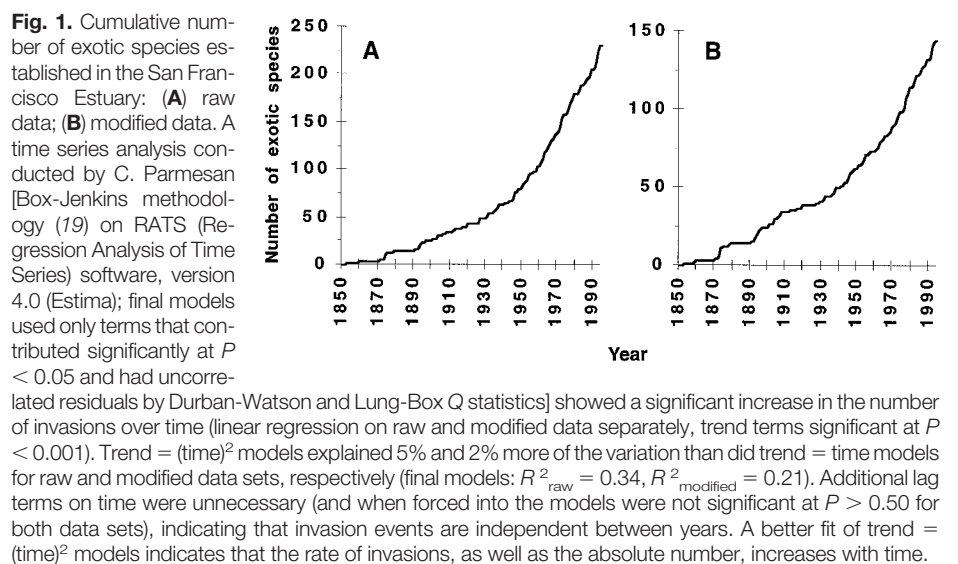 Fig. 1. Cumulative num-
ber of exotic species es-
tablished in the San Fran-
cisco Estuary: (A) raw
data; (B) modified data. A
time series analysis con-
ducted by C. Parmesan
[Box-Jenkins methodol-
ogy (19) on RATS (Re-
gression Analysis of Time
Series) software, version
4.0 (Estima); final models
used only terms that con-
tributed significantly at P
< 0.05 and had uncorre-
lated residuals by Durban-Watson and Lung-Box Q statistics] showed a significant increase in the number
of invasions over time (linear regression on raw and modified data separately, trend terms significant at P
< 0.001). Trend = (time)² models explained 5% and 2% more of the variation than did trend = time models
for raw and modified data sets, respectively (final models: R²raw = 0.34, R²modified = 0.21). Additional lag
terms on time were unnecessary (and when forced into the models were not significant at P > 0.50 for
both data sets), indicating that invasion events are independent between years. A better fit of trend =
(time)² models indicates that the rate of invasions, as well as the absolute number, increases with time.
A
Number of exotic species
250
200
150
100
50
0
1850 1870 1890 1910 1930 1950 1970 1990
B
150
100
50
0
1850 1870 1890 1910 1930 1950 1970 1990
Year